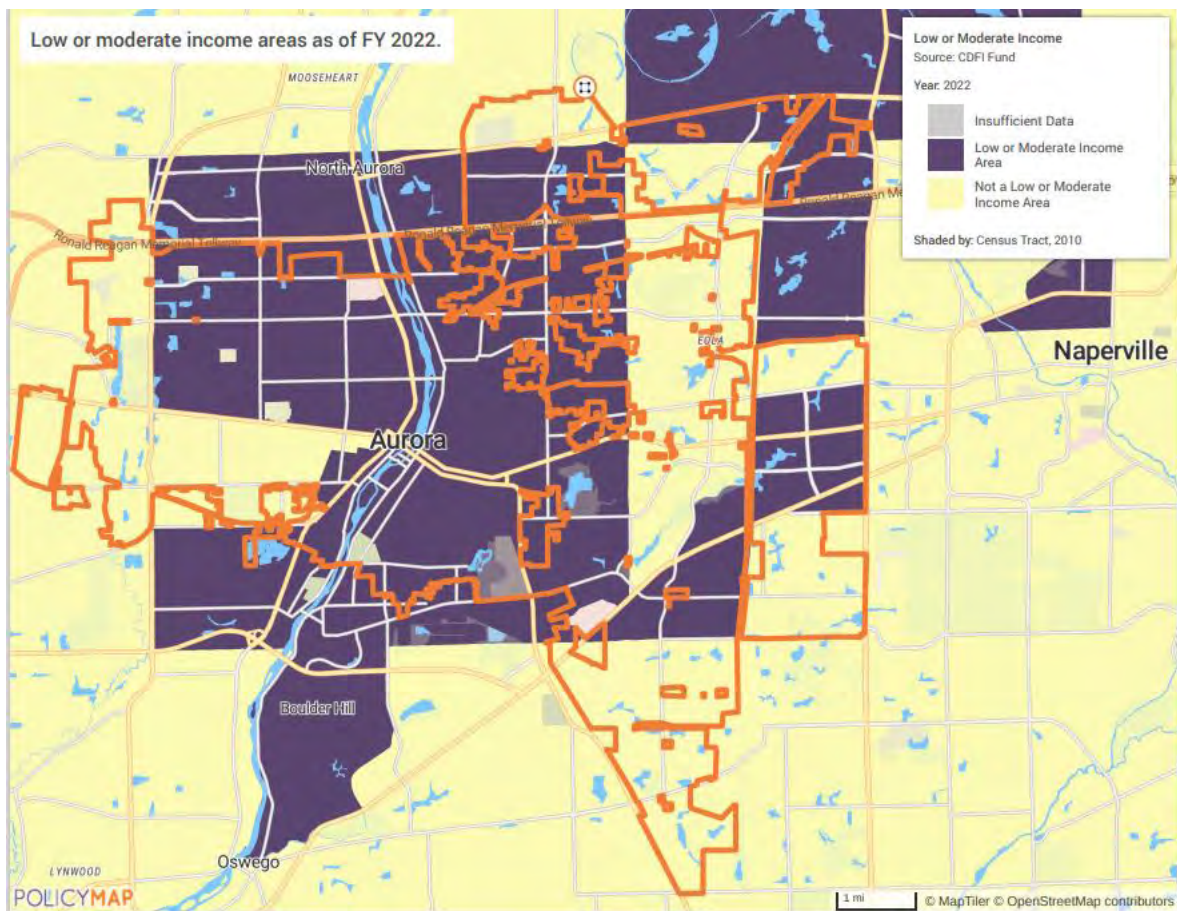 Low or moderate income areas as of FY 2022.
Low or Moderate Income
Source: CDFI Fund
Year: 2022
Insufficient Data
Low or Moderate Income
Area
Not a Low or Moderate
Income Area
Shaded by: Census Tract, 2010
MOOSEHEART
North Aurora
Ronald Reagan Memorial Tollway
Ronald Reagan Memorial Tollway
Ronald Reagan Me
EOLA
Naperville
Aurora
Boulder Hill
Oswego
LYNWOOD
POLICYMAP
1 mi
© MapTiler © OpenStreetMap contributors